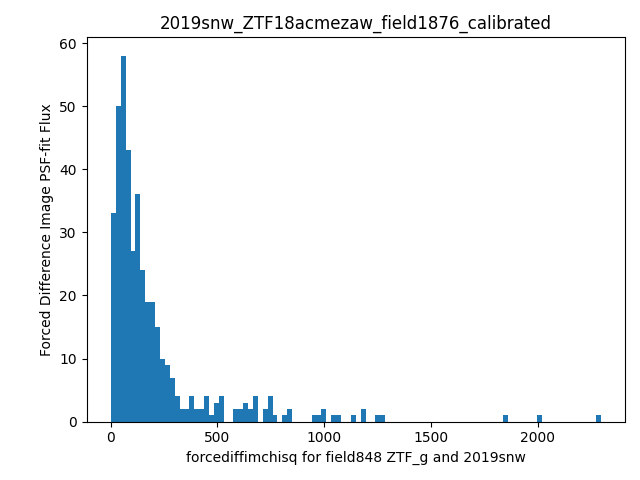 2019snw_ZTF18acmezaw_field1876_calibrated
Forced Difference Image PSF-fit Flux
60
50
40
30
20
10
0
0 500 1000 1500 2000
forcediffimchisq for field848 ZTF_g and 2019snw